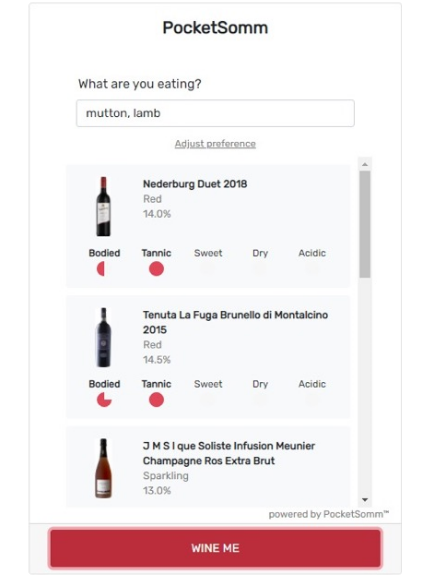 PocketSomm
What are you eating?
mutton, lamb
Adjust preference
Nederburg Duet 2018
Red
14.0%
Bodied Tannic Sweet Dry Acidic
Tenuta La Fuga Brunello di Montalcino
2015
Red
14.5%
Bodied Tannic Sweet Dry Acidic
J M S l que Soliste Infusion Meunier
Champagne Ros Extra Brut
Sparkling
13.0%
powered by PocketSomm™
WINE ME